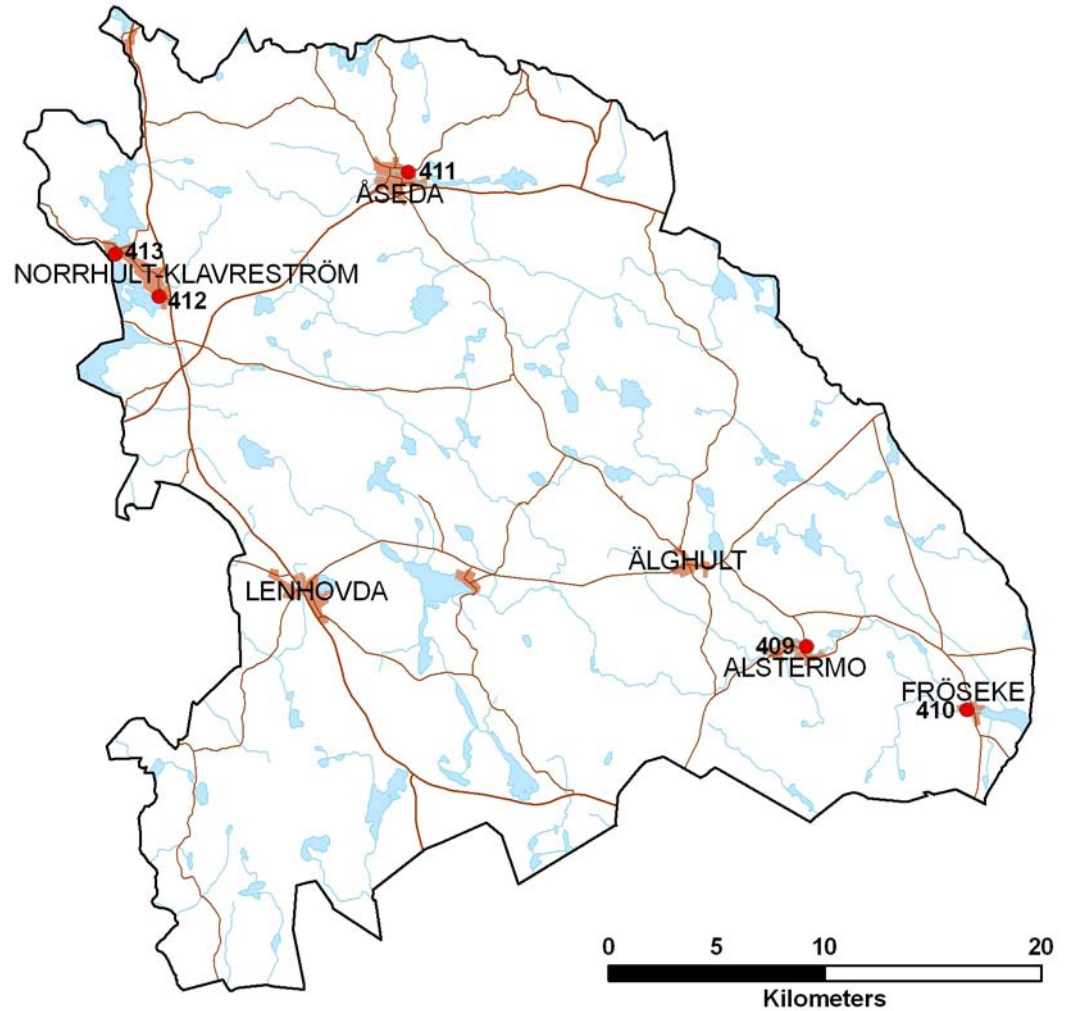 411
ÅSEDA
413
NORRHULT-KLAVRESTRÖM
412
ÄLGHULT
LENHOVDA
409
ALSTERMO
FRÖSEKE
410
0 5 10 20
Kilometers